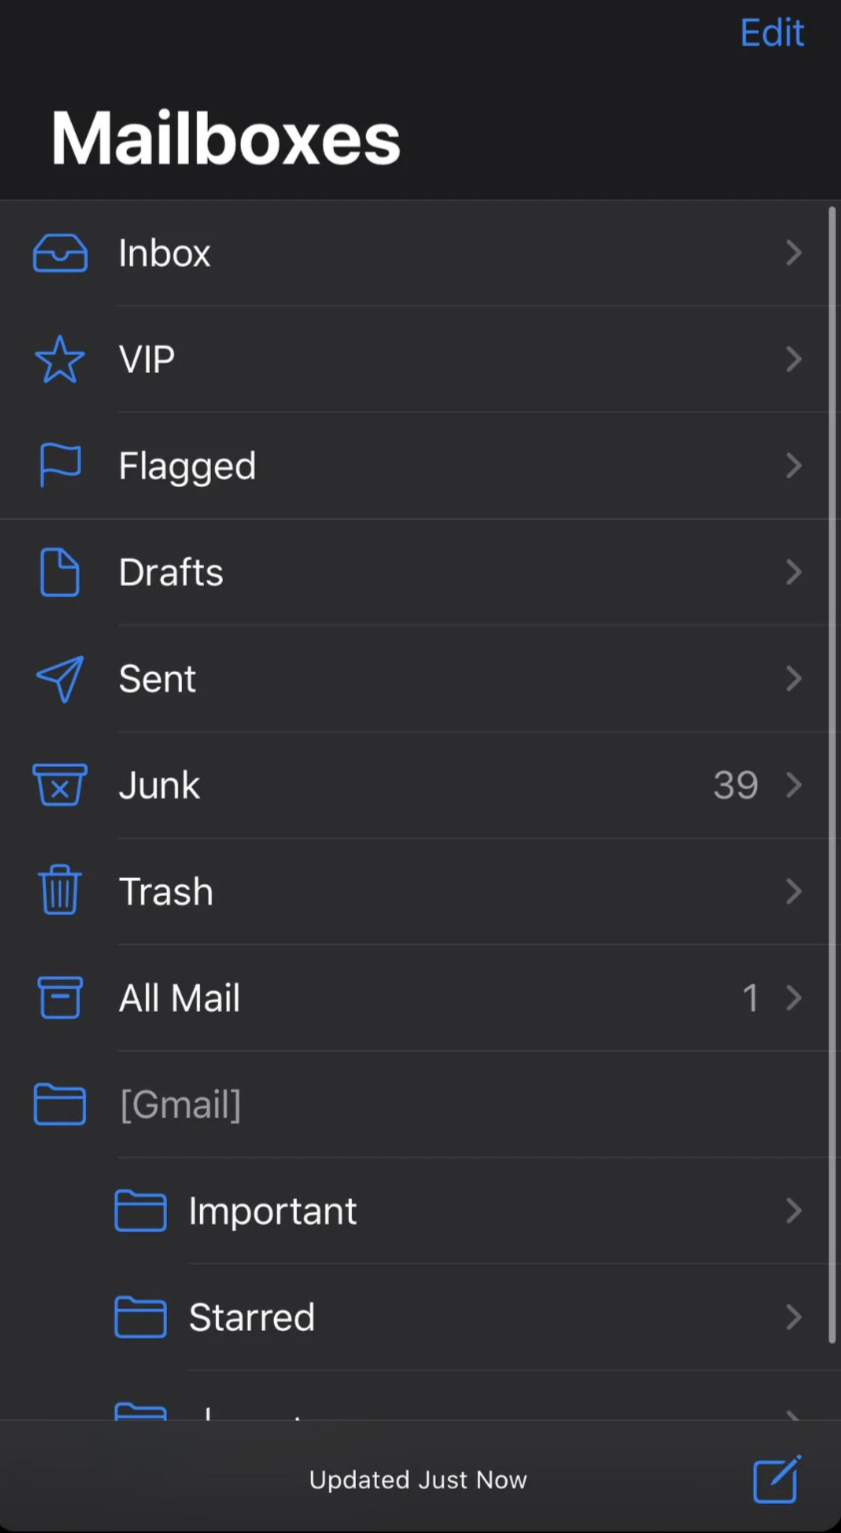 Edit
Mailboxes
Inbox
VIP
Flagged
Drafts
Sent
Junk 39
Trash
All Mail 1
[Gmail]
Important
Starred
Updated Just Now